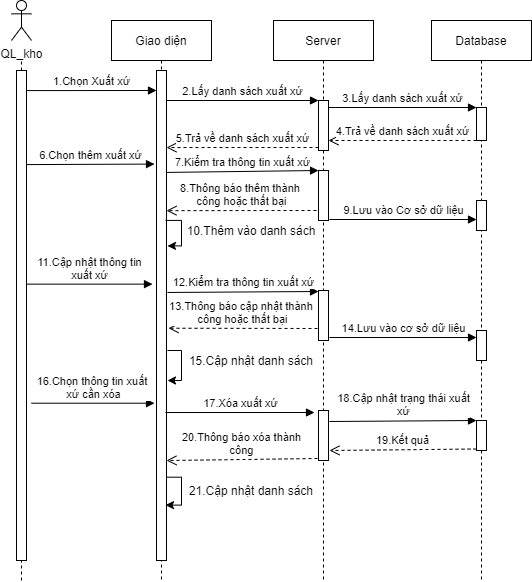 QL_kho
Giao diện
Server
Database
1.Chọn Xuất xứ
2.Lấy danh sách xuất xứ
3.Lấy danh sách xuất xứ
4.Trả về danh sách xuất xứ
5.Trả về danh sách xuất xứ
6.Chọn thêm xuất xứ
7.Kiểm tra thông tin xuất xứ
8.Thông báo thêm thành
công hoặc thất bại
9.Lưu vào Cơ sở dữ liệu
10.Thêm vào danh sách
11.Cập nhật thông tin
xuất xứ
12.Kiểm tra thông tin xuất xứ
13.Thông báo cập nhật thành
công hoặc thất bại
14.Lưu vào cơ sở dữ liệu
15.Cập nhật danh sách
16.Chọn thông tin xuất
xứ cần xóa
17.Xóa xuất xứ
18.Cập nhật trạng thái xuất
xứ
19.Kết quả
20.Thông báo xóa thành
công
21.Cập nhật danh sách